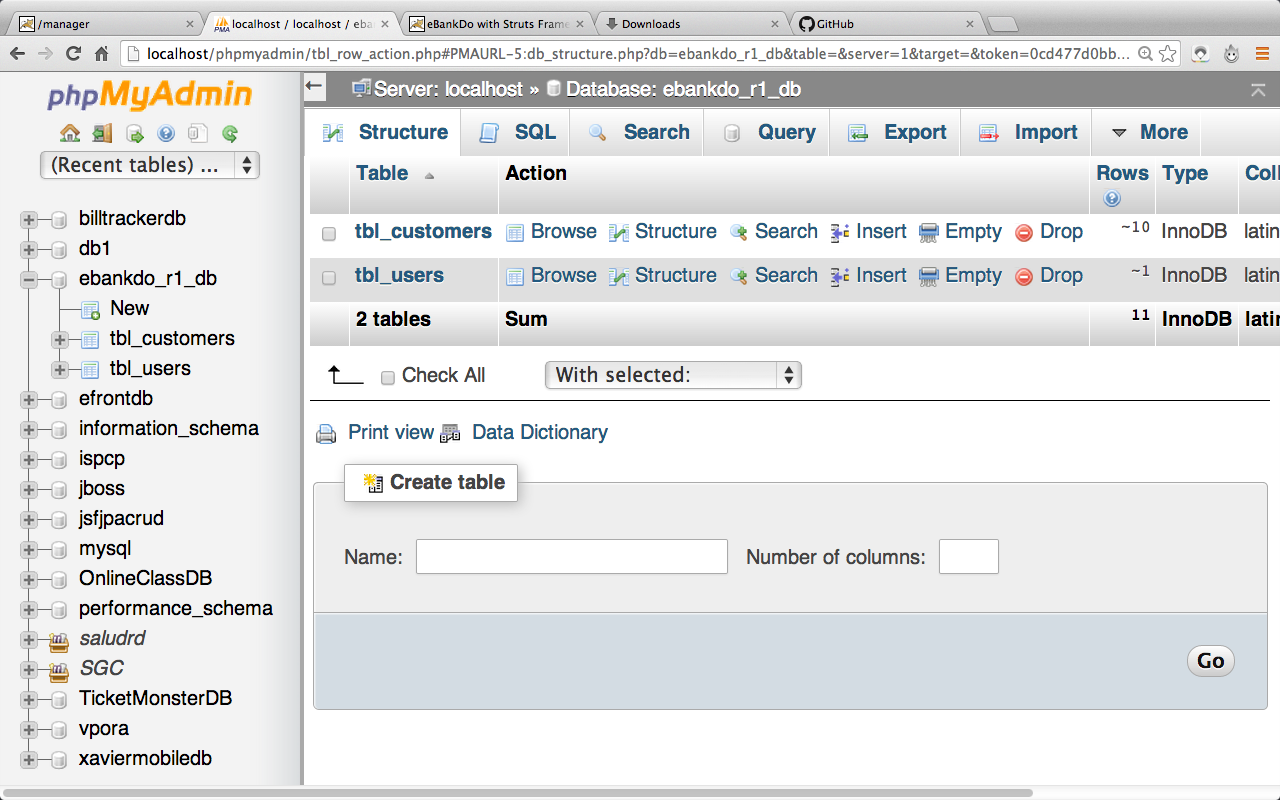 /manager
localhost / localhost / eba
eBankDo with Struts Frame
Downloads
GitHub
localhost/phpmyadmin/tbl_row_action.php#PMAURL-5:db_structure.php?db=ebankdo_r1_db&table=&server=1&target=&token=0cd477d0bb...
phpMyAdmin
(Recent tables) ...
billtrackerdb
db1
ebankdo_r1_db
New
tbl_customers
tbl_users
efrontdb
information_schema
ispcp
jboss
jsfjpacrud
mysql
OnlineClassDB
performance_schema
saludrd
SGC
TicketMonsterDB
vpora
xaviermobiledb
Server: localhost » Database: ebankdo_r1_db
Structure SQL Search Query Export Import More
Table Action Rows Type Coll
tbl_customers Browse Structure Search Insert Empty Drop ~10 InnoDB latin
tbl_users Browse Structure Search Insert Empty Drop ~1 InnoDB latin
2 tables Sum 11 InnoDB latin
Check All With selected:
Print view Data Dictionary
Create table
Name: Number of columns:
Go